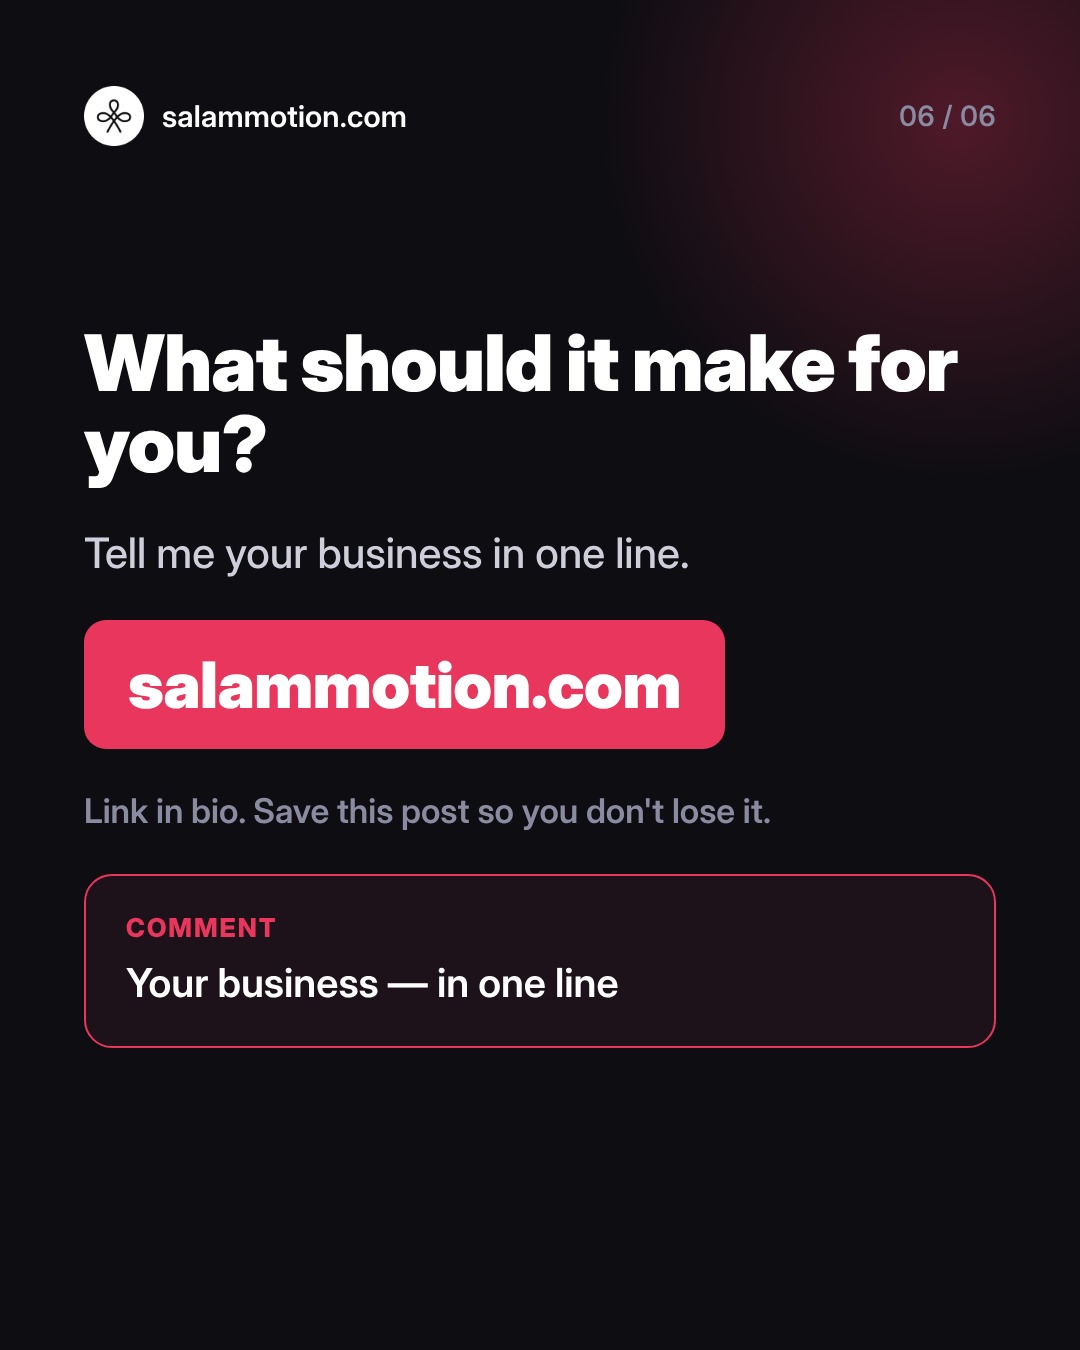 salammotion.com
06 / 06
What should it make for
you?
Tell me your business in one line.
salammotion.com
Link in bio. Save this post so you don't lose it.
COMMENT
Your business — in one line